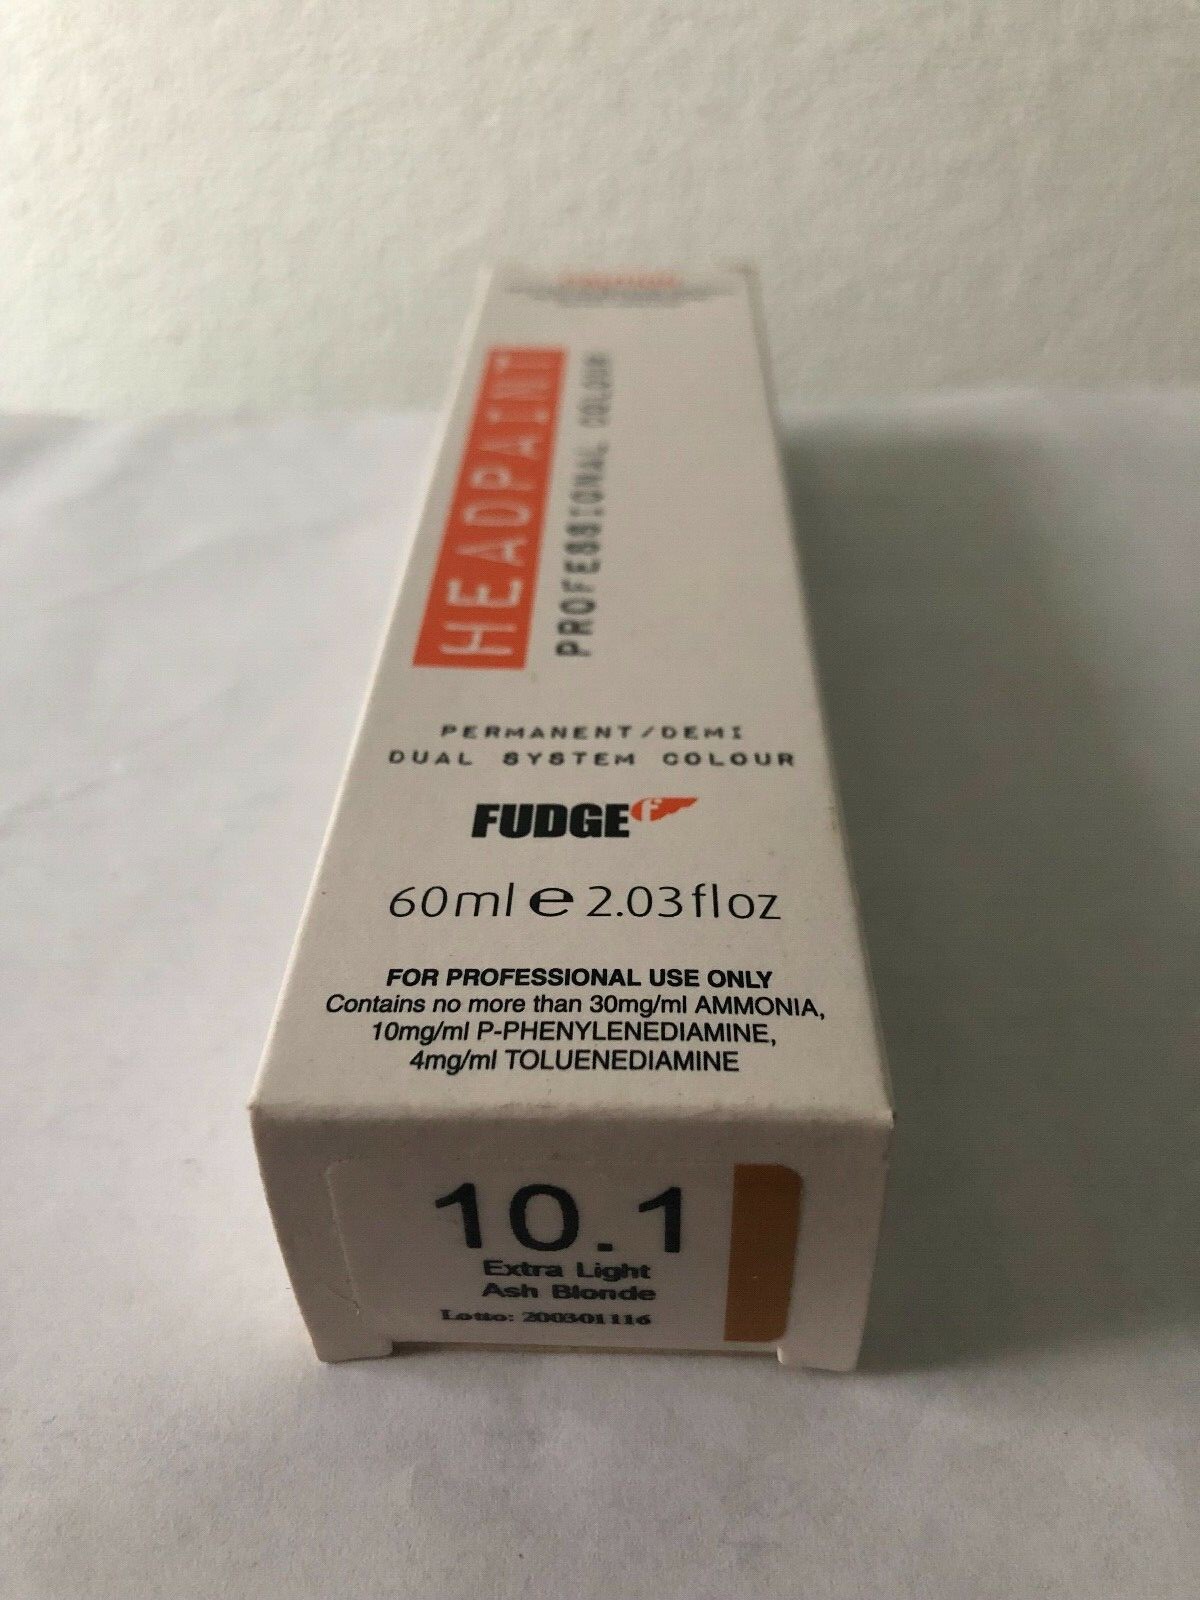 HEADPAINT
PROFESSIONAL COLOUR
PERMANENT/DEMI
DUAL SYSTEM COLOUR
FUDGE f
60ml e 2.03floz
FOR PROFESSIONAL USE ONLY
Contains no more than 30mg/ml AMMONIA,
10mg/ml P-PHENYLENEDIAMINE,
4mg/ml TOLUENEDIAMINE
10.1
Extra Light
Ash Blonde
Lotto: 200301116